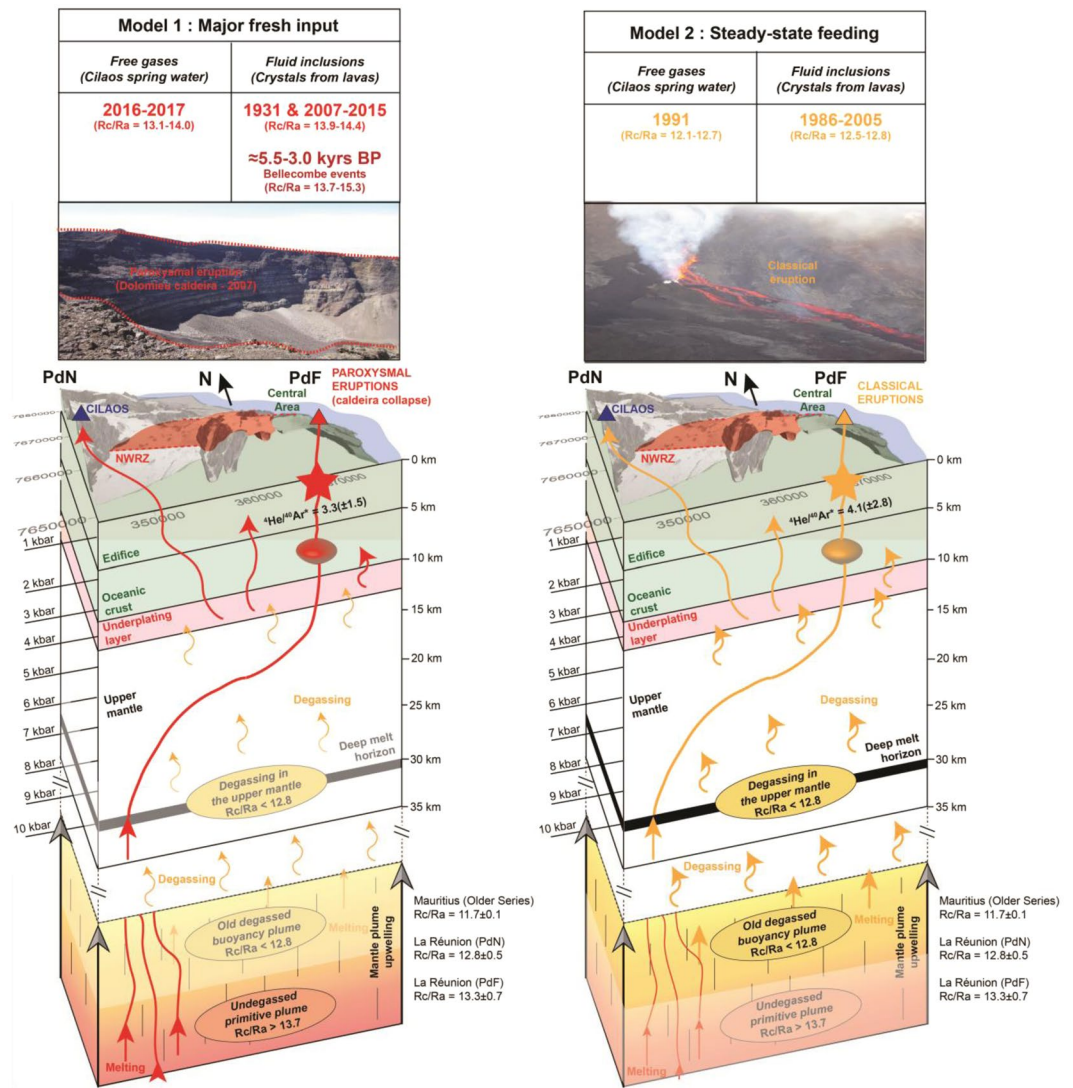 Model 1 : Major fresh input
Free gases
(Cilaos spring water)
Fluid inclusions
(Crystals from lavas)
2016-2017
(Rc/Ra = 13.1-14.0)
1931 & 2007-2015
(Rc/Ra = 13.9-14.4)
≈5.5-3.0 kyrs BP
Bellecombe events
(Rc/Ra = 13.7-15.3)
Paroxysmal eruption
(Dolomieu caldeira - 2007)
PdN
N
PdF
PAROXYSMAL
ERUPTIONS
(caldeira collapse)
CILAOS
Central
Area
NWRZ
7680000
7670000
7660000
7650000
350000
360000
370000
⁴He/⁴⁰Ar* = 3.3(±1.5)
0 km
5 km
10 km
15 km
20 km
25 km
30 km
35 km
1 kbar
2 kbar
3 kbar
4 kbar
5 kbar
6 kbar
7 kbar
8 kbar
9 kbar
10 kbar
Edifice
Oceanic
crust
Underplating
layer
Upper
mantle
Degassing
Deep melt
horizon
Degassing in
the upper mantle
Rc/Ra < 12.8
Degassing
Melting
Old degassed
buoyancy plume
Rc/Ra < 12.8
Mantle plume
upwelling
Undegassed
primitive plume
Rc/Ra > 13.7
Melting
Mauritius (Older Series)
Rc/Ra = 11.7±0.1
La Réunion (PdN)
Rc/Ra = 12.8±0.5
La Réunion (PdF)
Rc/Ra = 13.3±0.7
Model 2 : Steady-state feeding
Free gases
(Cilaos spring water)
Fluid inclusions
(Crystals from lavas)
1991
(Rc/Ra = 12.1-12.7)
1986-2005
(Rc/Ra = 12.5-12.8)
Classical
eruption
PdN
N
PdF
CLASSICAL
ERUPTIONS
CILAOS
Central
Area
NWRZ
7680000
7670000
7660000
7650000
350000
360000
370000
⁴He/⁴⁰Ar* = 4.1(±2.8)
0 km
5 km
10 km
15 km
20 km
25 km
30 km
35 km
1 kbar
2 kbar
3 kbar
4 kbar
5 kbar
6 kbar
7 kbar
8 kbar
9 kbar
10 kbar
Edifice
Oceanic
crust
Underplating
layer
Upper
mantle
Degassing
Deep melt
horizon
Degassing in
the upper mantle
Rc/Ra < 12.8
Degassing
Melting
Old degassed
buoyancy plume
Rc/Ra < 12.8
Mantle plume
upwelling
Undegassed
primitive plume
Rc/Ra > 13.7
Mauritius (Older Series)
Rc/Ra = 11.7±0.1
La Réunion (PdN)
Rc/Ra = 12.8±0.5
La Réunion (PdF)
Rc/Ra = 13.3±0.7
Melting